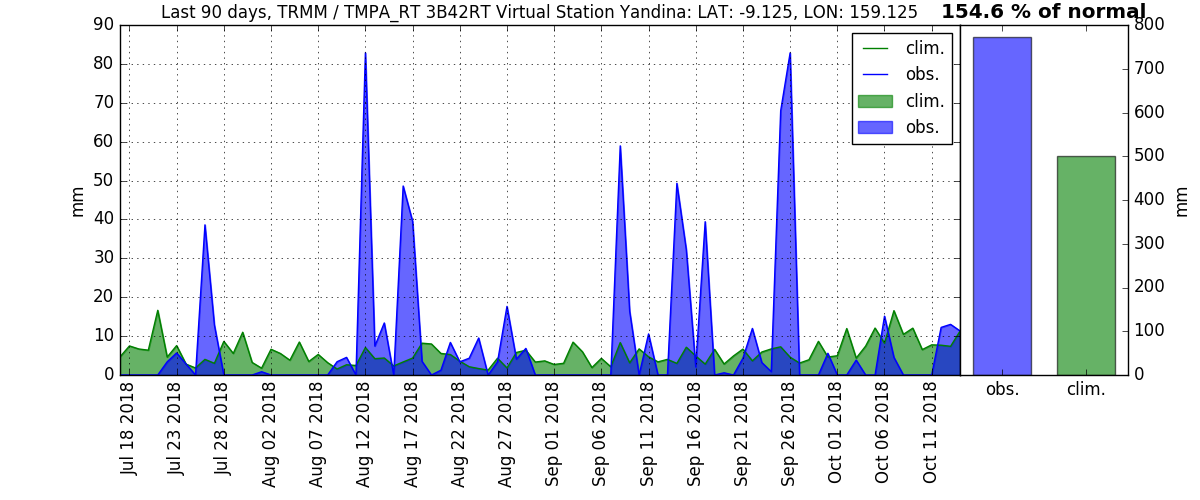 Last 90 days, TRMM / TMPA_RT 3B42RT Virtual Station Yandina: LAT: -9.125, LON: 159.125
154.6 % of normal
90
80
70
60
50
40
30
20
10
0
mm
clim.
obs.
clim.
obs.
Jul 18 2018
Jul 23 2018
Jul 28 2018
Aug 02 2018
Aug 07 2018
Aug 12 2018
Aug 17 2018
Aug 22 2018
Aug 27 2018
Sep 01 2018
Sep 06 2018
Sep 11 2018
Sep 16 2018
Sep 21 2018
Sep 26 2018
Oct 01 2018
Oct 06 2018
Oct 11 2018
800
700
600
500
400
300
200
100
0
mm
obs.
clim.